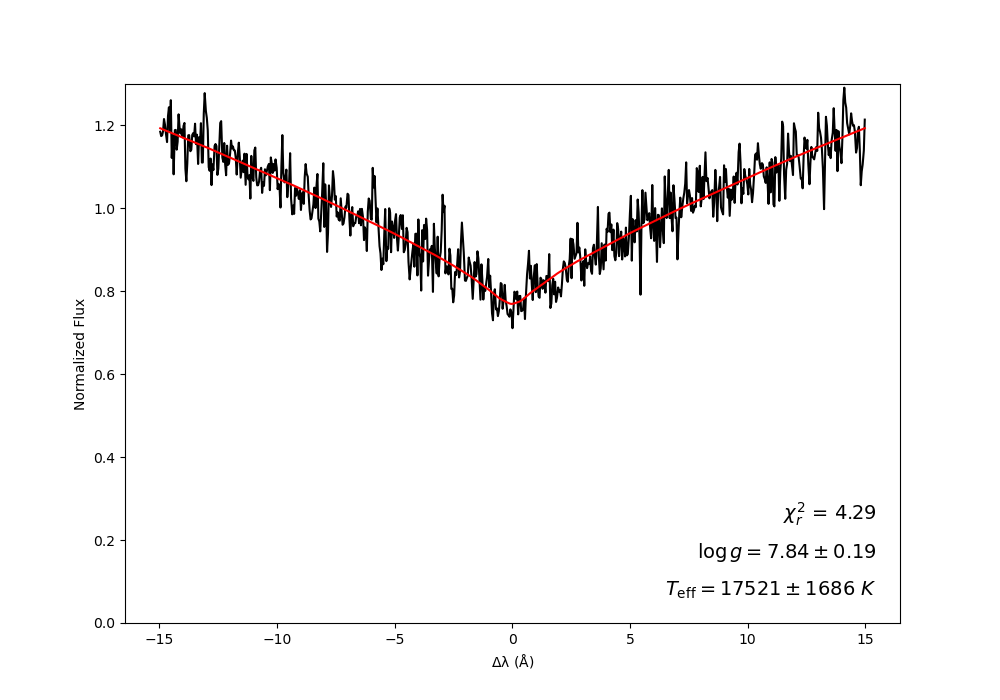 1.2
1.0
0.8
0.6
0.4
0.2
0.0
Normalized Flux
χ²ᵣ = 4.29
log g = 7.84 ± 0.19
T_eff = 17521 ± 1686 K
−15 −10 −5 0 5 10 15
Δλ (Å)